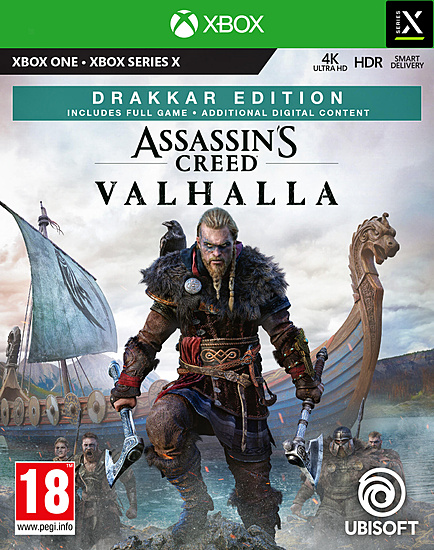 XBOX
SERIES X
XBOX ONE • XBOX SERIES X
4K
ULTRA HD
HDR
SMART
DELIVERY
DRAKKAR EDITION
INCLUDES FULL GAME • ADDITIONAL DIGITAL CONTENT
ASSASSIN'S
CREED
VALHALLA
18
™
www.pegi.info
UBISOFT